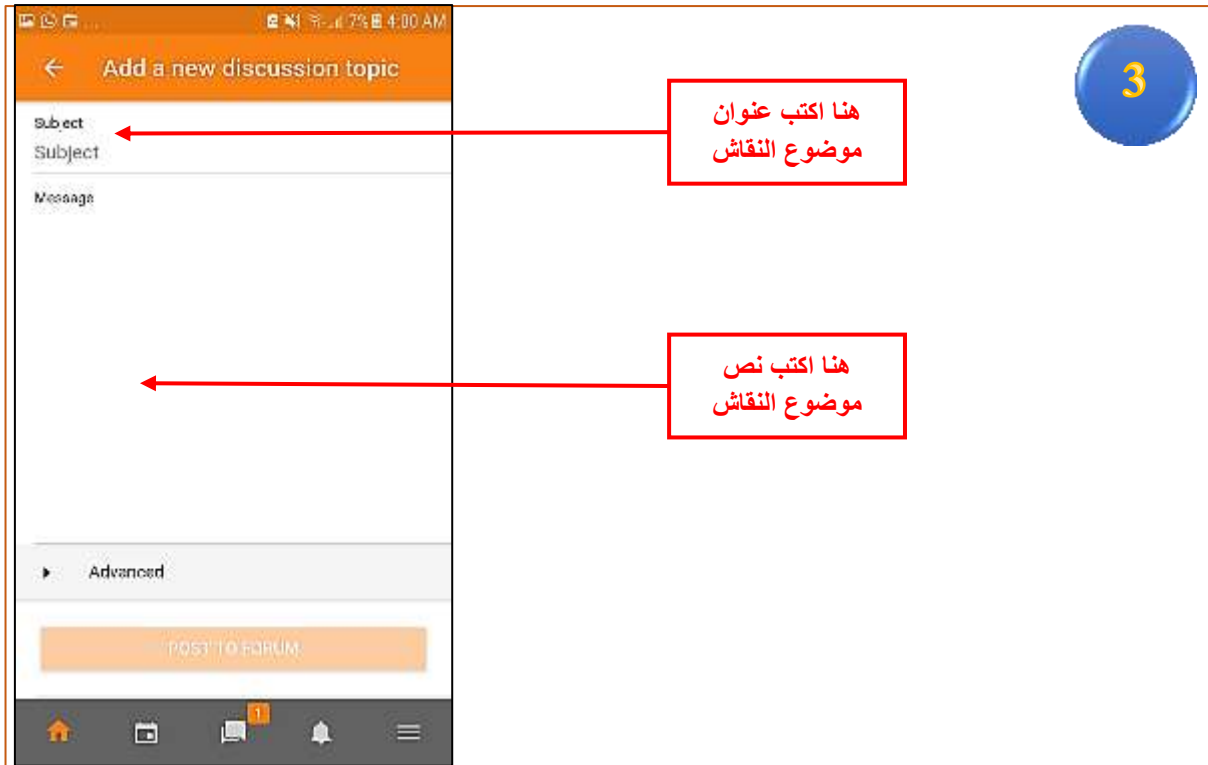 7% 4:00 AM
Add a new discussion topic
3
Subject
هنا اكتب عنوان
موضوع النقاش
Subject
Message
هنا اكتب نص
موضوع النقاش
Advanced
POST TO FORUM
1